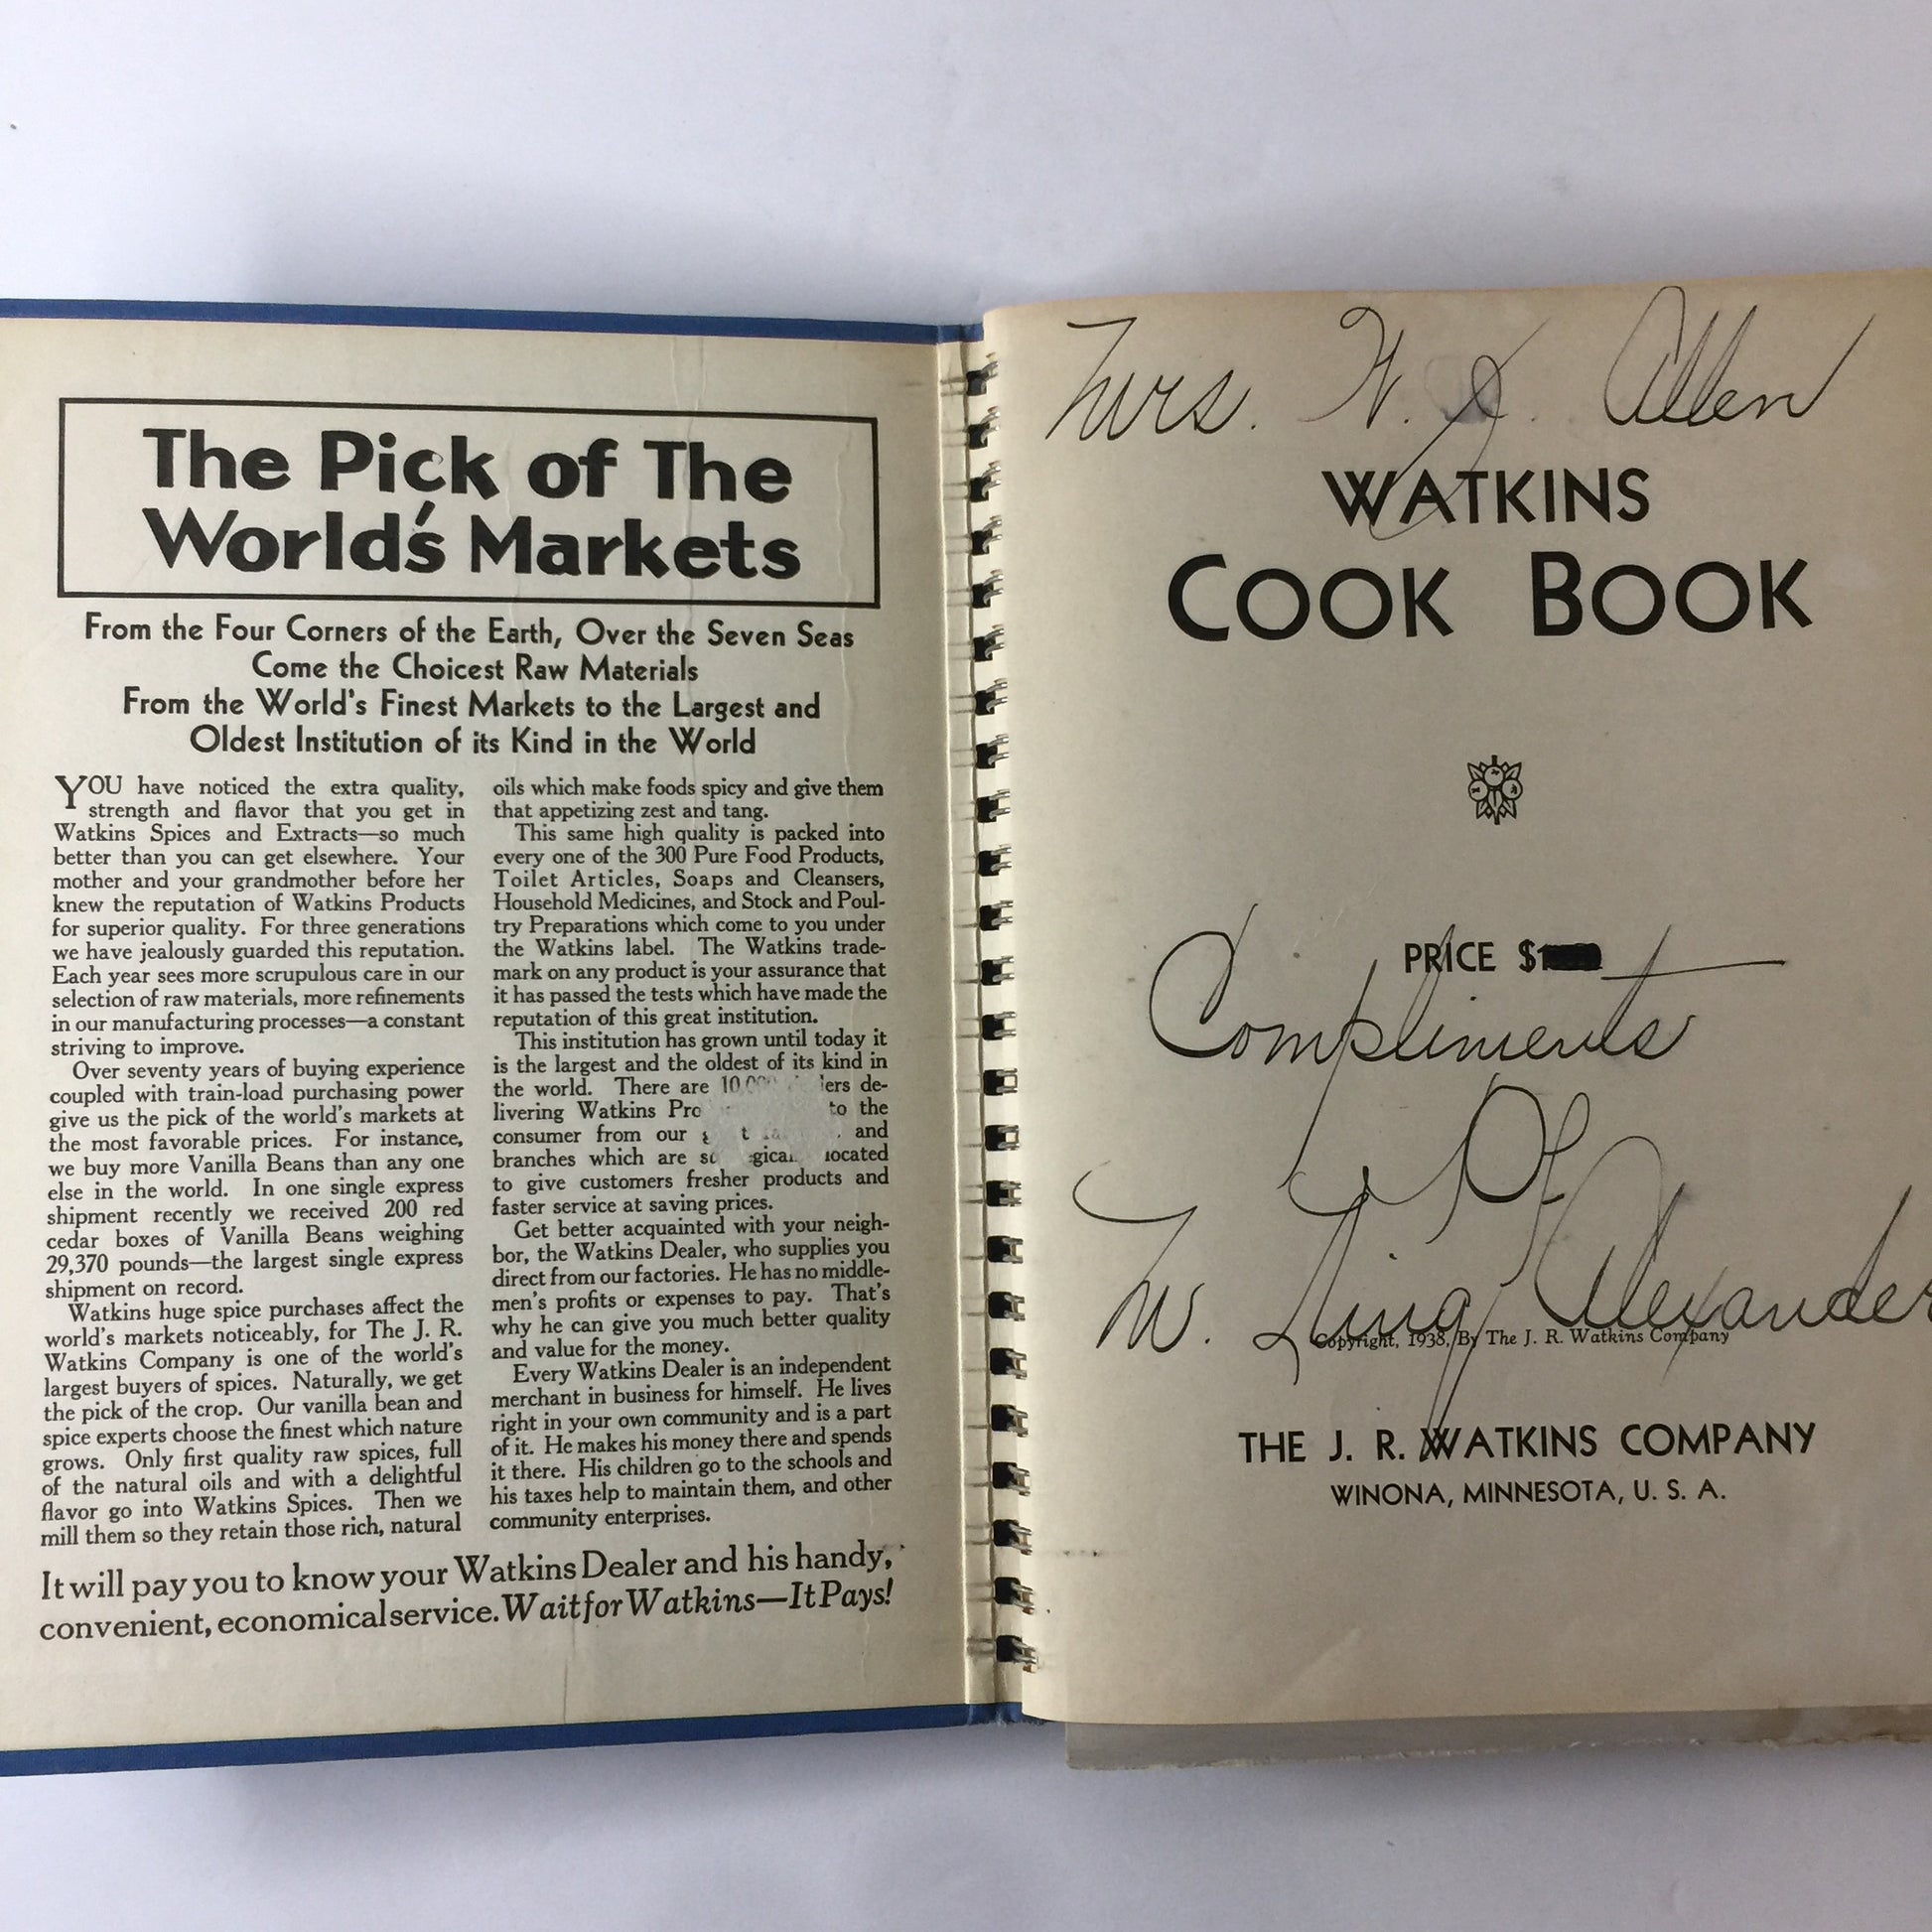 The Pick of The
World's Markets
From the Four Corners of the Earth, Over the Seven Seas
Come the Choicest Raw Materials
From the World's Finest Markets to the Largest and
Oldest Institution of its Kind in the World
YOU have noticed the extra quality,
strength and flavor that you get in
Watkins Spices and Extracts—so much
better than you can get elsewhere. Your
mother and your grandmother before her
knew the reputation of Watkins Products
for superior quality. For three generations
we have jealously guarded this reputation.
Each year sees more scrupulous care in our
selection of raw materials, more refinements
in our manufacturing processes—a constant
striving to improve.
Over seventy years of buying experience
coupled with train-load purchasing power
give us the pick of the world's markets at
the most favorable prices. For instance,
we buy more Vanilla Beans than any one
else in the world. In one single express
shipment recently we received 200 red
cedar boxes of Vanilla Beans weighing
29,370 pounds—the largest single express
shipment on record.
Watkins huge spice purchases affect the
world's markets noticeably, for The J. R.
Watkins Company is one of the world's
largest buyers of spices. Naturally, we get
the pick of the crop. Our vanilla bean and
spice experts choose the finest which nature
grows. Only first quality raw spices, full
of the natural oils and with a delightful
flavor go into Watkins Spices. Then we
mill them so they retain those rich, natural
oils which make foods spicy and give them
that appetizing zest and tang.
This same high quality is packed into
every one of the 300 Pure Food Products,
Toilet Articles, Soaps and Cleansers,
Household Medicines, and Stock and Poul-
try Preparations which come to you under
the Watkins label. The Watkins trade-
mark on any product is your assurance that
it has passed the tests which have made the
reputation of this great institution.
This institution has grown until today it
is the largest and the oldest of its kind in
the world. There are de-
livering Watkins to the
consumer from our and
branches which are located
to give customers fresher products and
faster service at saving prices.
Get better acquainted with your neigh-
bor, the Watkins Dealer, who supplies you
direct from our factories. He has no middle-
men's profits or expenses to pay. That's
why he can give you much better quality
and value for the money.
Every Watkins Dealer is an independent
merchant in business for himself. He lives
right in your own community and is a part
of it. He makes his money there and spends
it there. His children go to the schools and
his taxes help to maintain them, and other
community enterprises.
It will pay you to know your Watkins Dealer and his handy,
convenient, economical service. Wait for Watkins—It Pays!
Mrs. Allen
WATKINS
COOK BOOK
PRICE
Compliments
Of
W. King Alexander
Copyright, 1938, By The J. R. Watkins Company
THE J. R. WATKINS COMPANY
WINONA, MINNESOTA, U. S. A.